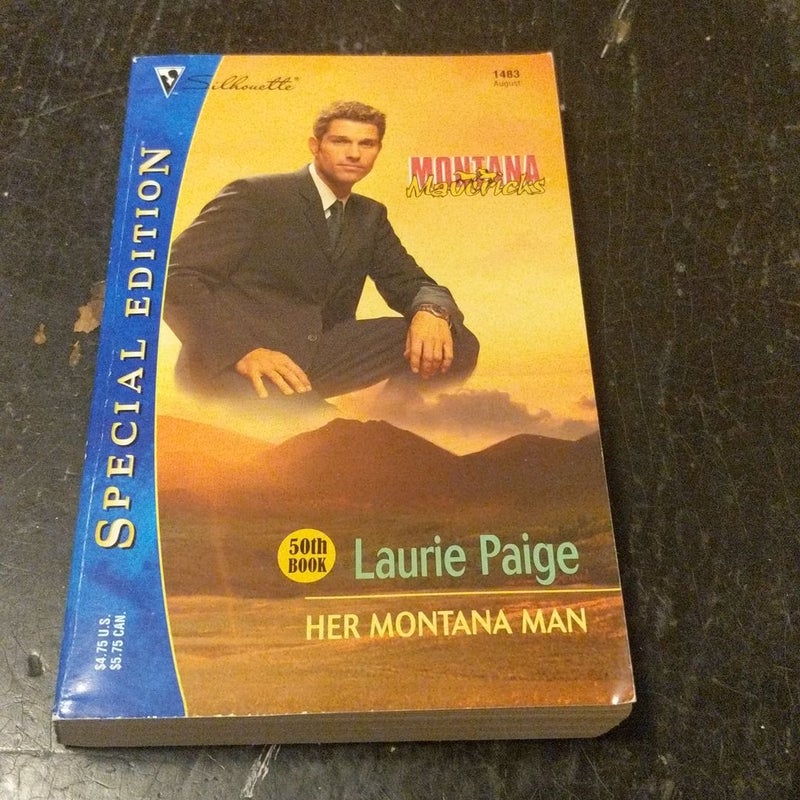 Silhouette®
1483
August
MONTANA
Mavericks
SPECIAL EDITION
50th
BOOK
Laurie Paige
HER MONTANA MAN
$4.75 U.S.
$5.75 CAN.